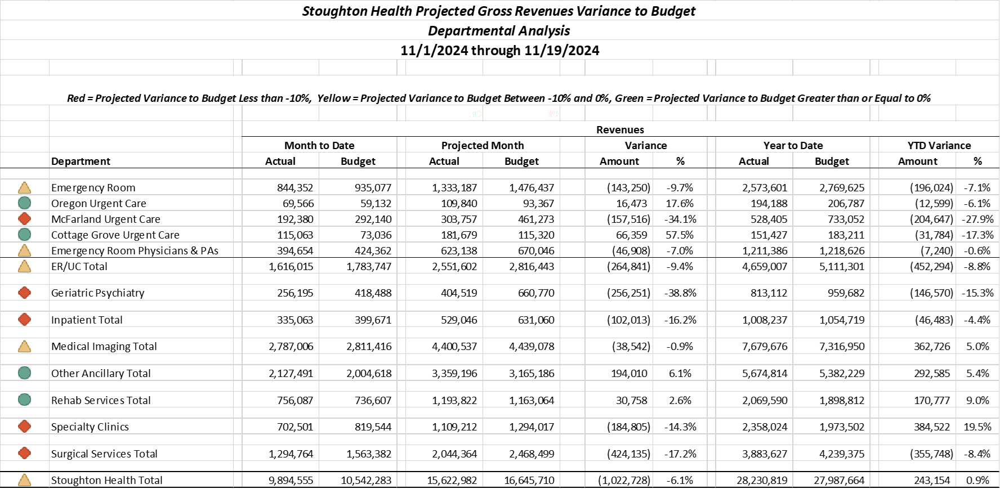 Stoughton Health Projected Gross Revenues Variance to Budget
Departmental Analysis
11/1/2024 through 11/19/2024
Red = Projected Variance to Budget Less than -10%,  Yellow = Projected Variance to Budget Between -10% and 0%, Green = Projected Variance to Budget Greater than or Equal to 0%
Revenues
Month to Date Projected Month Variance Year to Date YTD Variance
Department Actual Budget Actual Budget Amount % Actual Budget Amount %
Emergency Room 844,352 935,077 1,333,187 1,476,437 (143,250) -9.7% 2,573,601 2,769,625 (196,024) -7.1%
Oregon Urgent Care 69,566 59,132 109,840 93,367 16,473 17.6% 194,188 206,787 (12,599) -6.1%
McFarland Urgent Care 192,380 292,140 303,757 461,273 (157,516) -34.1% 528,405 733,052 (204,647) -27.9%
Cottage Grove Urgent Care 115,063 73,036 181,679 115,320 66,359 57.5% 151,427 183,211 (31,784) -17.3%
Emergency Room Physicians & PAs 394,654 424,362 623,138 670,046 (46,908) -7.0% 1,211,386 1,218,626 (7,240) -0.6%
ER/UC Total 1,616,015 1,783,747 2,551,602 2,816,443 (264,841) -9.4% 4,659,007 5,111,301 (452,294) -8.8%
Geriatric Psychiatry 256,195 418,488 404,519 660,770 (256,251) -38.8% 813,112 959,682 (146,570) -15.3%
Inpatient Total 335,063 399,671 529,046 631,060 (102,013) -16.2% 1,008,237 1,054,719 (46,483) -4.4%
Medical Imaging Total 2,787,006 2,811,416 4,400,537 4,439,078 (38,542) -0.9% 7,679,676 7,316,950 362,726 5.0%
Other Ancillary Total 2,127,491 2,004,618 3,359,196 3,165,186 194,010 6.1% 5,674,814 5,382,229 292,585 5.4%
Rehab Services Total 756,087 736,607 1,193,822 1,163,064 30,758 2.6% 2,069,590 1,898,812 170,777 9.0%
Specialty Clinics 702,501 819,544 1,109,212 1,294,017 (184,805) -14.3% 2,358,024 1,973,502 384,522 19.5%
Surgical Services Total 1,294,764 1,563,382 2,044,364 2,468,499 (424,135) -17.2% 3,883,627 4,239,375 (355,748) -8.4%
Stoughton Health Total 9,894,555 10,542,283 15,622,982 16,645,710 (1,022,728) -6.1% 28,230,819 27,987,664 243,154 0.9%